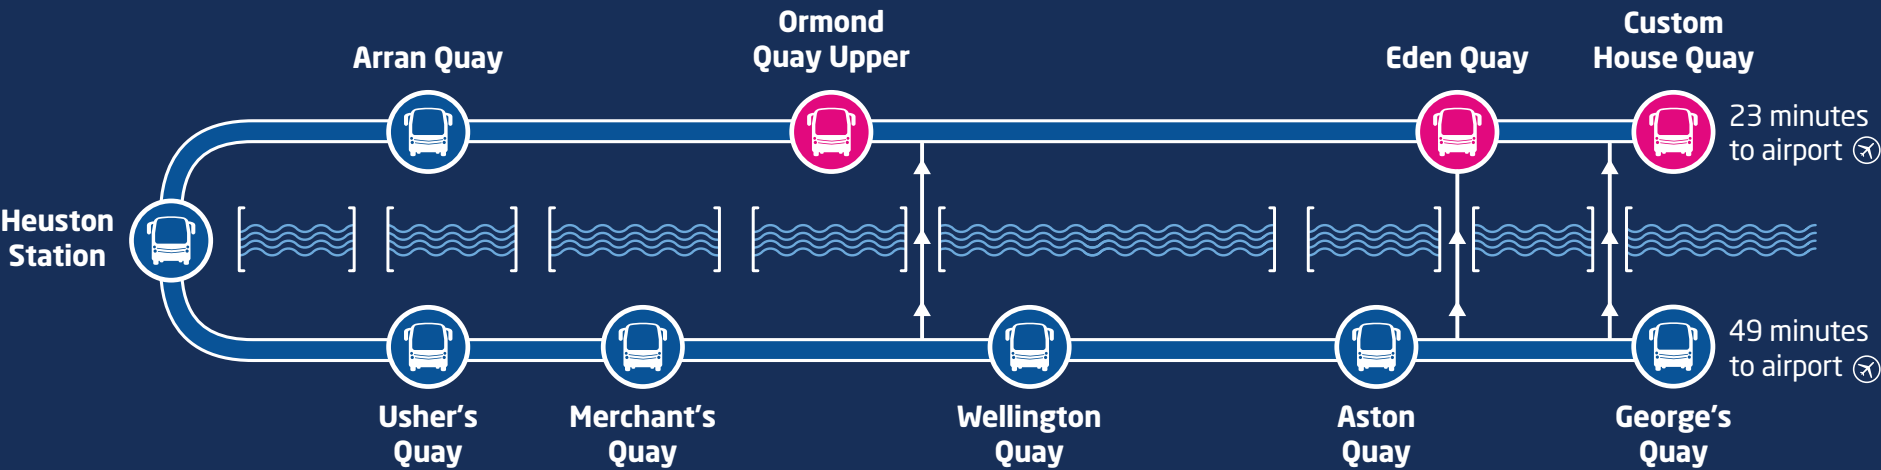 Arran Quay
Ormond
Quay Upper
Eden Quay
Custom
House Quay
23 minutes
to airport
Heuston
Station
49 minutes
to airport
Usher's
Quay
Merchant's
Quay
Wellington
Quay
Aston
Quay
George's
Quay